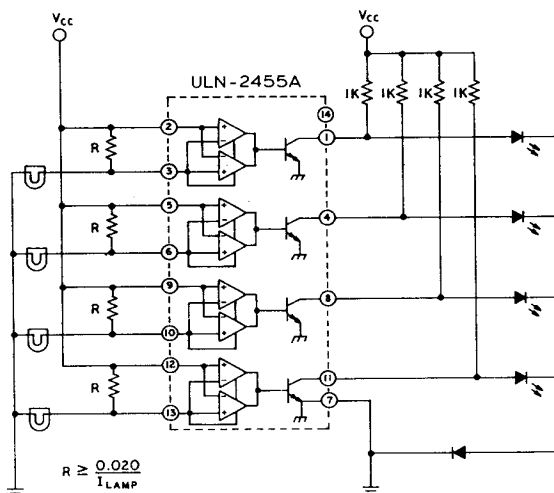 VCC
VCC
ULN-2455A
1K
1K
1K
1K
14
2
1
R
3
5
4
R
6
9
8
R
10
12
11
R
7
13
R ≥ 0.020
ILAMP